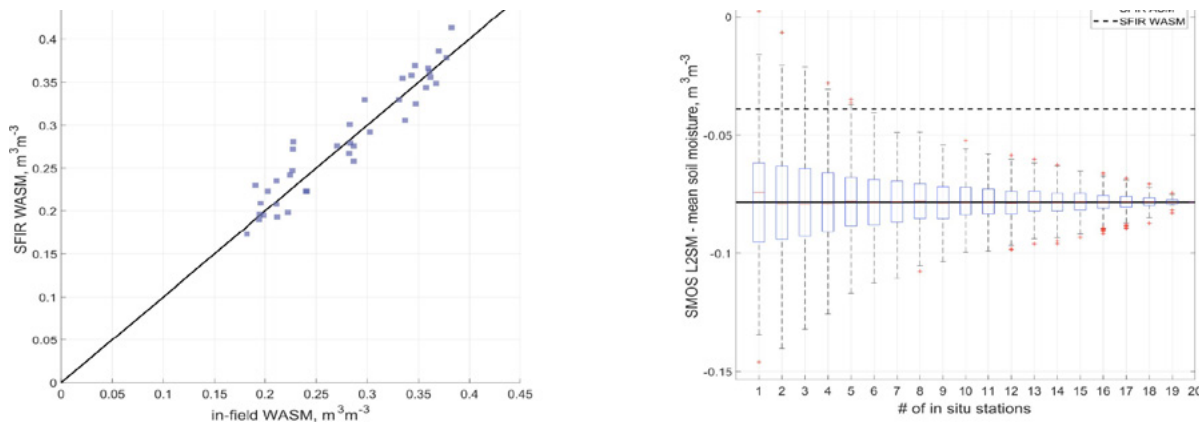 0.4
0.35
0.3
0.25
0.2
0.15
0.1
0.05
0
SFIR WASM, m³m⁻³
0 0.05 0.1 0.15 0.2 0.25 0.3 0.35 0.4 0.45
in-field WASM, m³m⁻³
SFIR WASM
0
-0.05
-0.1
-0.15
SMOS L2SM - mean soil moisture, m³m⁻³
1 2 3 4 5 6 7 8 9 10 11 12 13 14 15 16 17 18 19 20
# of in situ stations